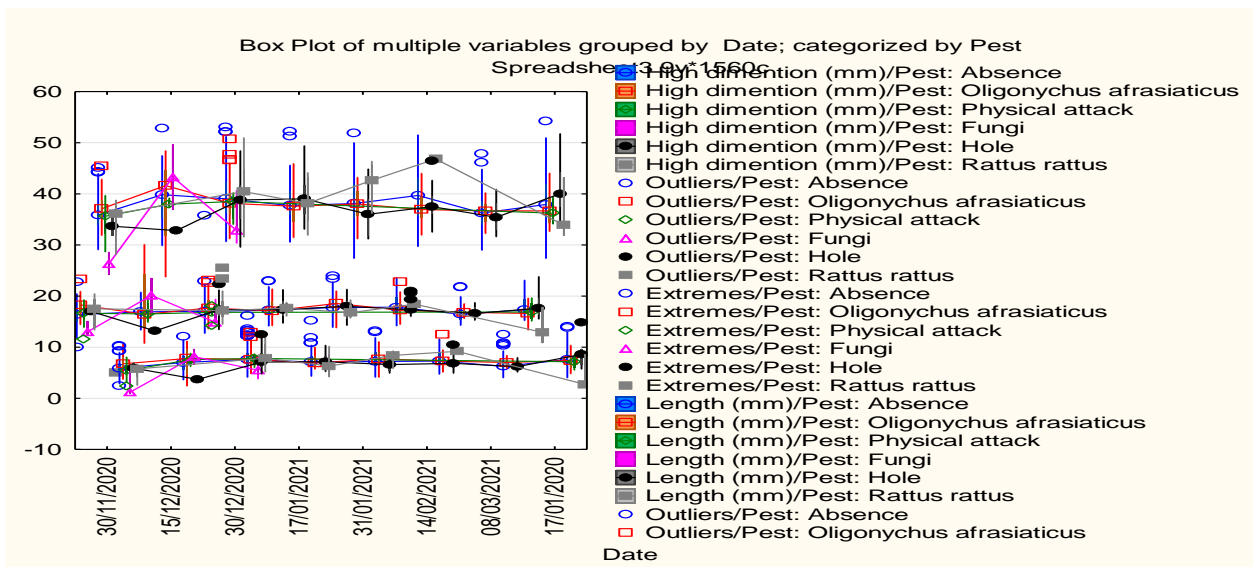 Box Plot of multiple variables grouped by  Date; categorized by Pest
Spreadsheet3 9v*1560c
60
50
40
30
20
10
0
-10
30/11/2020
15/12/2020
30/12/2020
17/01/2021
31/01/2021
14/02/2021
08/03/2021
17/01/2020
Date
High dimention (mm)/Pest: Absence
High dimention (mm)/Pest: Oligonychus afrasiaticus
High dimention (mm)/Pest: Physical attack
High dimention (mm)/Pest: Fungi
High dimention (mm)/Pest: Hole
High dimention (mm)/Pest: Rattus rattus
Outliers/Pest: Absence
Outliers/Pest: Oligonychus afrasiaticus
Outliers/Pest: Physical attack
Outliers/Pest: Fungi
Outliers/Pest: Hole
Outliers/Pest: Rattus rattus
Extremes/Pest: Absence
Extremes/Pest: Oligonychus afrasiaticus
Extremes/Pest: Physical attack
Extremes/Pest: Fungi
Extremes/Pest: Hole
Extremes/Pest: Rattus rattus
Length (mm)/Pest: Absence
Length (mm)/Pest: Oligonychus afrasiaticus
Length (mm)/Pest: Physical attack
Length (mm)/Pest: Fungi
Length (mm)/Pest: Hole
Length (mm)/Pest: Rattus rattus
Outliers/Pest: Absence
Outliers/Pest: Oligonychus afrasiaticus